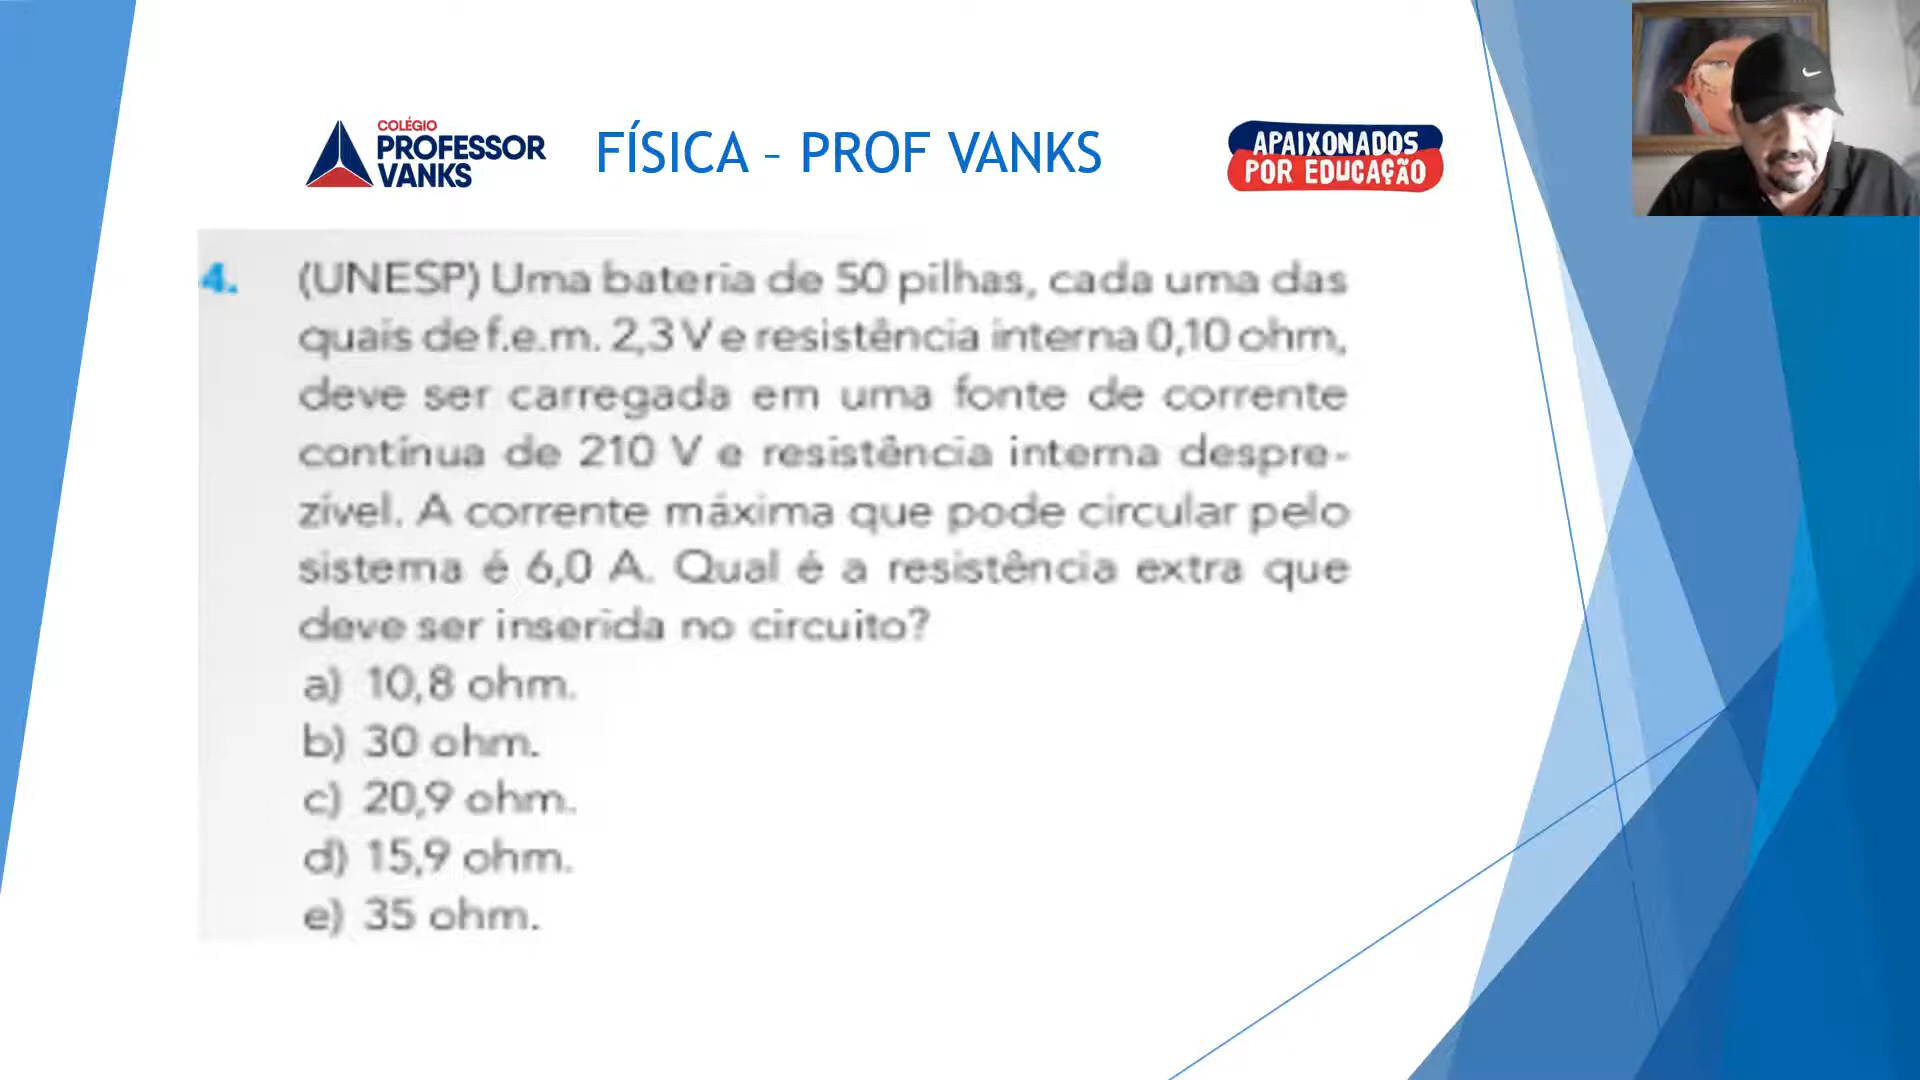 COLÉGIO
PROFESSOR
VANKS
FÍSICA – PROF VANKS
APAIXONADOS
POR EDUCAÇÃO
4. (UNESP) Uma bateria de 50 pilhas, cada uma das
quais de f.e.m. 2,3 V e resistência interna 0,10 ohm,
deve ser carregada em uma fonte de corrente
contínua de 210 V e resistência interna despre-
zível. A corrente máxima que pode circular pelo
sistema é 6,0 A. Qual é a resistência extra que
deve ser inserida no circuito?
a) 10,8 ohm.
b) 30 ohm.
c) 20,9 ohm.
d) 15,9 ohm.
e) 35 ohm.